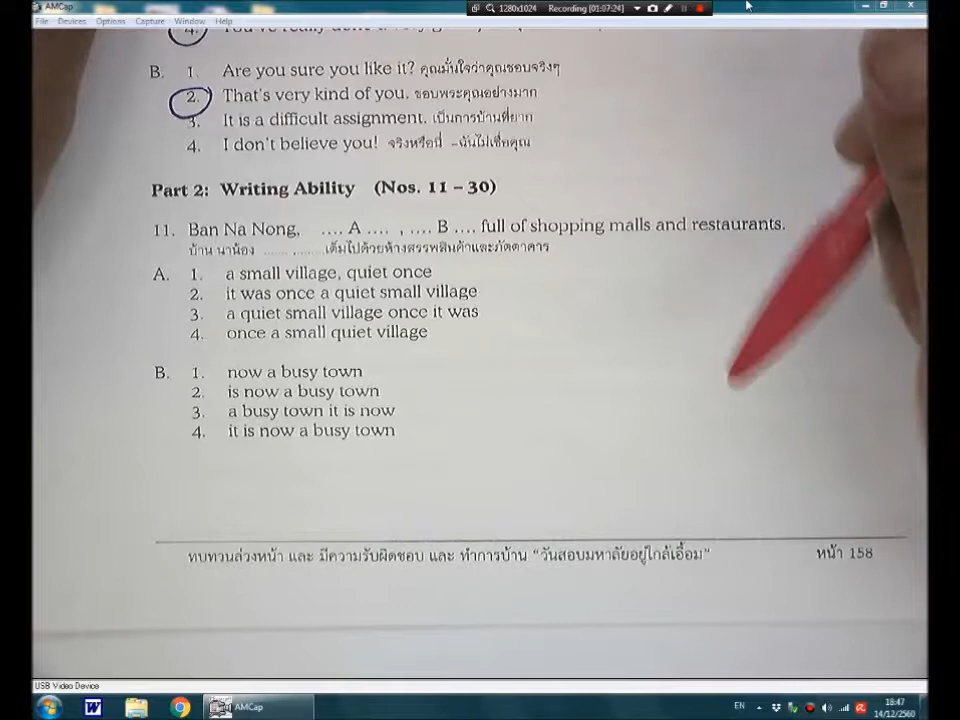 AMCap
1280x1024 Recording [01:07:24]
File Devices Options Capture Window Help
4. You've really done a very
B. 1. Are you sure you like it? คุณมั่นใจว่าคุณชอบจริงๆ
2. That's very kind of you. ขอบพระคุณอย่างมาก
3. It is a difficult assignment. เป็นการบ้านที่ยาก
4. I don't believe you! จริงหรือนี่ -ฉันไม่เชื่อคุณ
Part 2: Writing Ability (Nos. 11 – 30)
11. Ban Na Nong, .... A .... , .... B .... full of shopping malls and restaurants.
บ้าน นาน้อง ........ ,........เต็มไปด้วยห้างสรรพสินค้าและภัตตาคาร
A. 1. a small village, quiet once
2. it was once a quiet small village
3. a quiet small village once it was
4. once a small quiet village
B. 1. now a busy town
2. is now a busy town
3. a busy town it is now
4. it is now a busy town
ทบทวนล่วงหน้า และ มีความรับผิดชอบ และ ทำการบ้าน "วันสอบมหาลัยอยู่ใกล้เอื้อม" หน้า 158
USB Video Device
AMCap
EN
18:47
14/12/2560